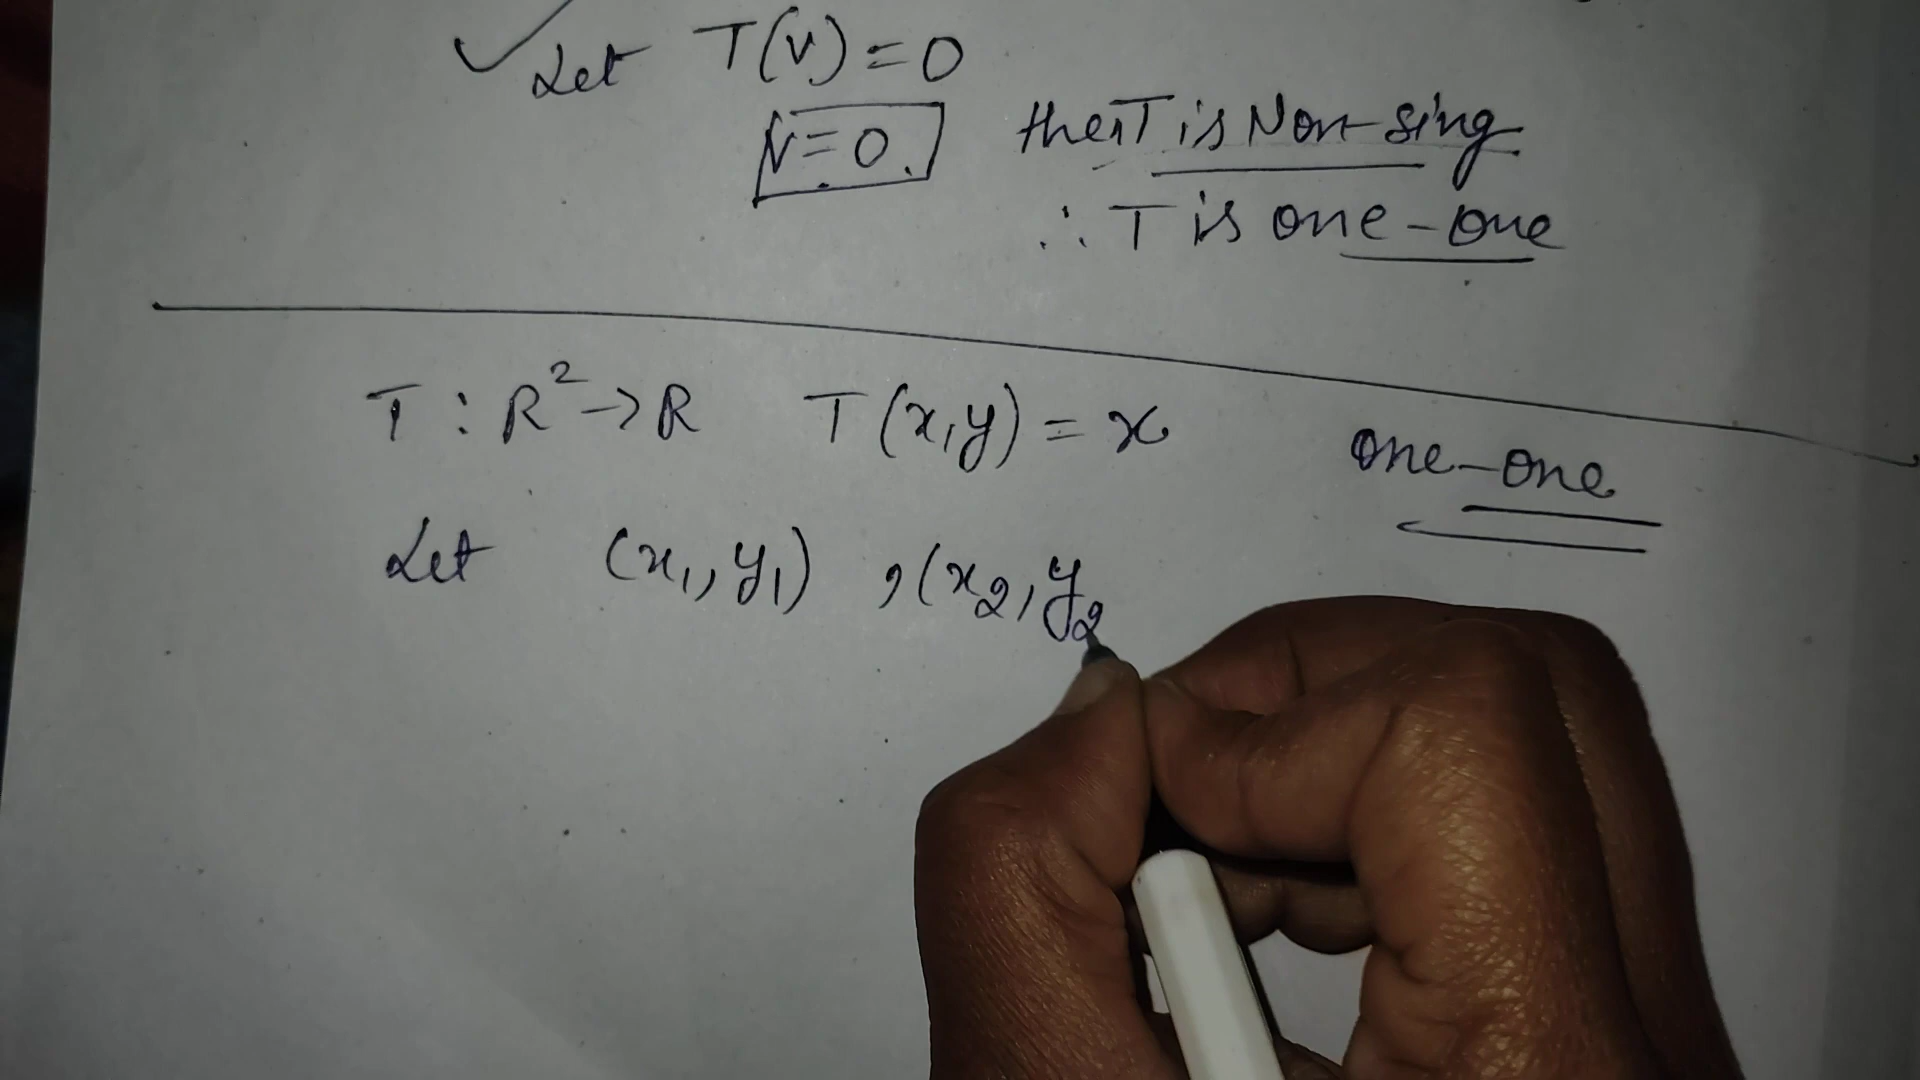 Let T(v)=0
V=0. then T is Non-sing
∴ T is one-one
T : R² → R T(x,y) = x one-one
Let (x₁,y₁) , (x₂,y₂